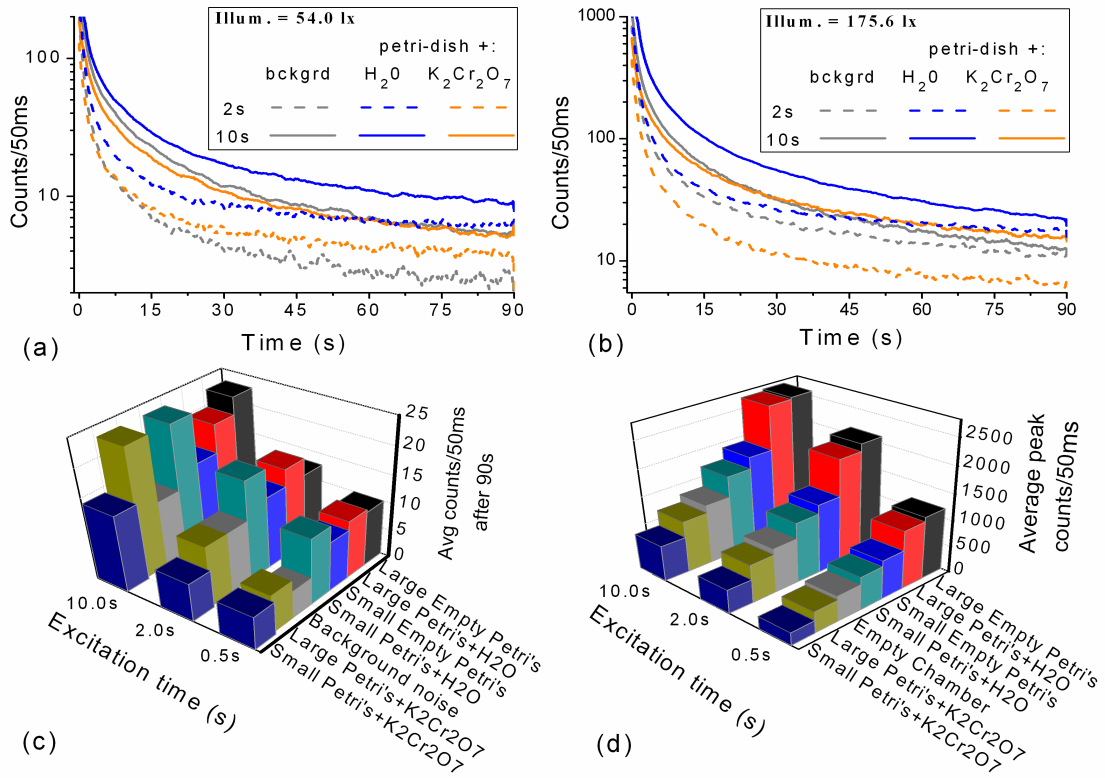 Illum. = 54.0 lx
petri-dish +:
bckgrd H₂0 K₂Cr₂O₇
2s
10s
100
10
Counts/50ms
0 15 30 45 60 75 90
Time (s)
(a)
Illum. = 175.6 lx
petri-dish +:
bckgrd H₂0 K₂Cr₂O₇
2s
10s
1000
100
10
Counts/50ms
0 15 30 45 60 75 90
Time (s)
(b)
25
20
15
10
5
0
Avg counts/50ms
after 90s
10.0s
2.0s
0.5s
Excitation time (s)
Large Empty Petri's
Large Petri's+H2O
Small Empty Petri's
Small Petri's+H2O
Background noise
Large Petri's+K2Cr2O7
Small Petri's+K2Cr2O7
(c)
2500
2000
1500
1000
500
0
Average peak
counts/50ms
10.0s
2.0s
0.5s
Excitation time (s)
Large Empty Petri's
Large Petri's+H2O
Small Empty Petri's
Small Petri's+H2O
Empty Chamber
Large Petri's+K2Cr2O7
Small Petri's+K2Cr2O7
(d)